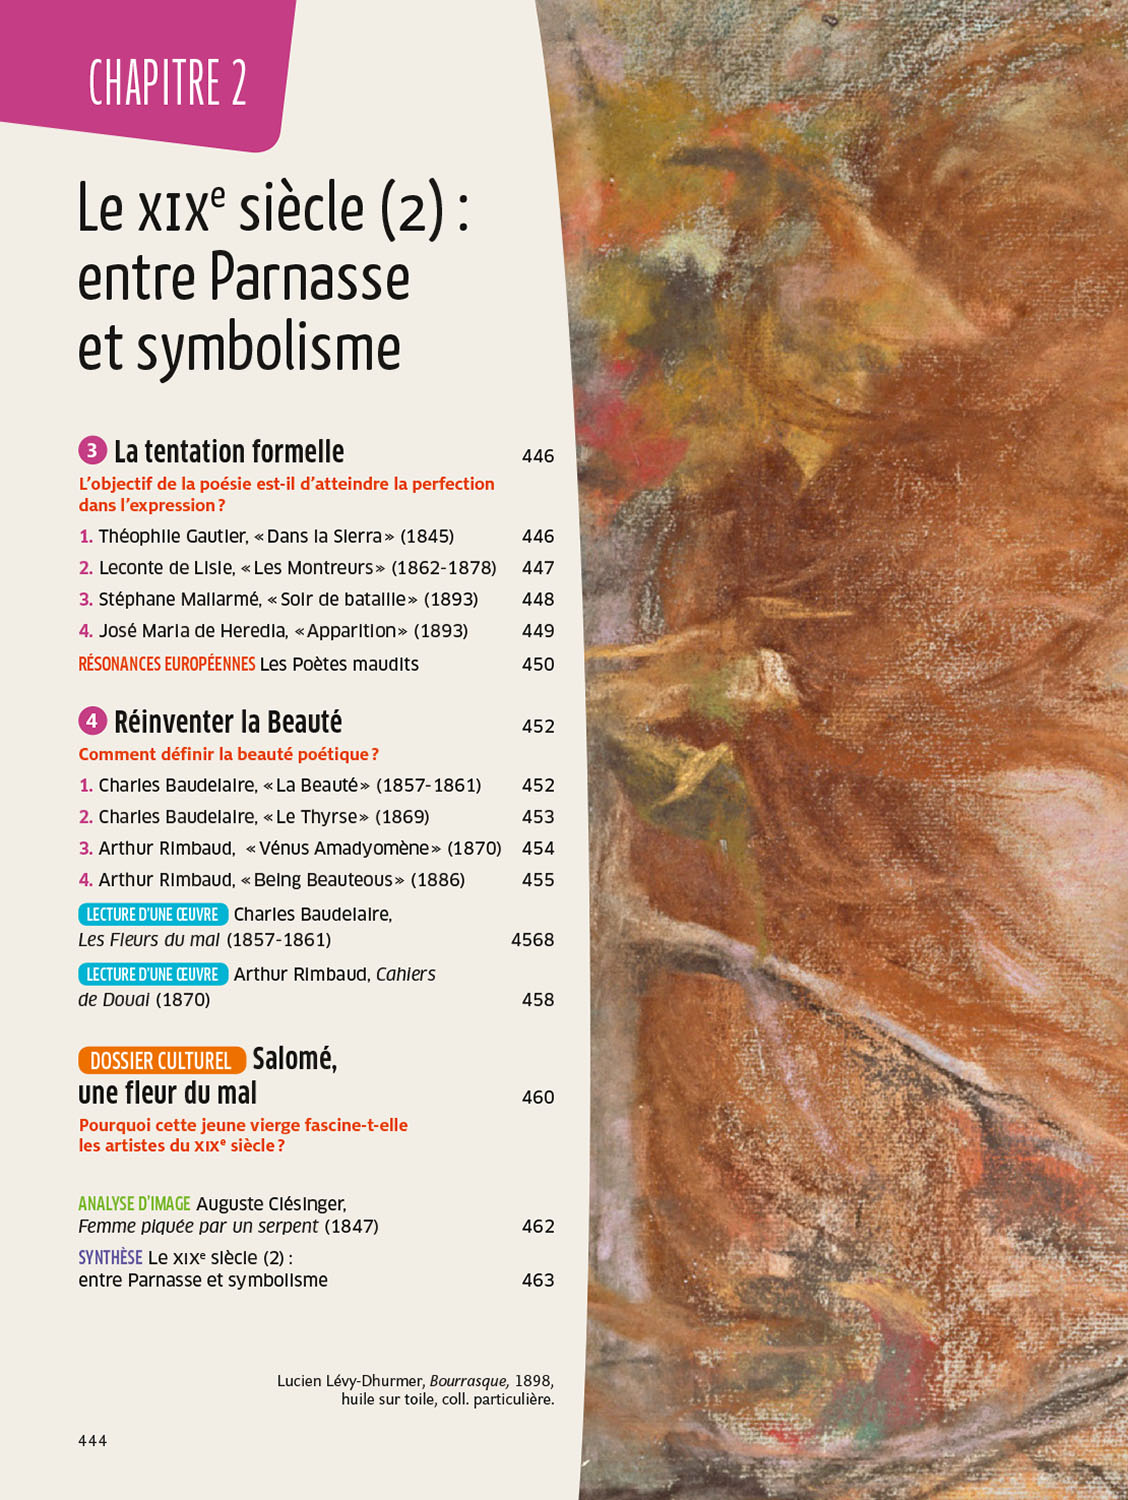 CHAPITRE 2
Le XIXe siècle (2) :
entre Parnasse
et symbolisme
3 La tentation formelle 446
L’objectif de la poésie est-il d’atteindre la perfection
dans l’expression ?
1. Théophile Gautier, « Dans la Sierra » (1845) 446
2. Leconte de Lisle, « Les Montreurs » (1862-1878) 447
3. Stéphane Mallarmé, « Soir de bataille » (1893) 448
4. José Maria de Heredia, « Apparition » (1893) 449
RÉSONANCES EUROPÉENNES Les Poètes maudits 450
4 Réinventer la Beauté 452
Comment définir la beauté poétique ?
1. Charles Baudelaire, « La Beauté » (1857-1861) 452
2. Charles Baudelaire, « Le Thyrse » (1869) 453
3. Arthur Rimbaud, « Vénus Amadyomène » (1870) 454
4. Arthur Rimbaud, « Being Beauteous » (1886) 455
LECTURE D'UNE ŒUVRE Charles Baudelaire,
Les Fleurs du mal (1857-1861) 4568
LECTURE D'UNE ŒUVRE Arthur Rimbaud, Cahiers
de Douai (1870) 458
DOSSIER CULTUREL Salomé,
une fleur du mal 460
Pourquoi cette jeune vierge fascine-t-elle
les artistes du XIXe siècle ?
ANALYSE D'IMAGE Auguste Clésinger,
Femme piquée par un serpent (1847) 462
SYNTHÈSE Le XIXe siècle (2) :
entre Parnasse et symbolisme 463
Lucien Lévy-Dhurmer, Bourrasque, 1898,
huile sur toile, coll. particulière.
444